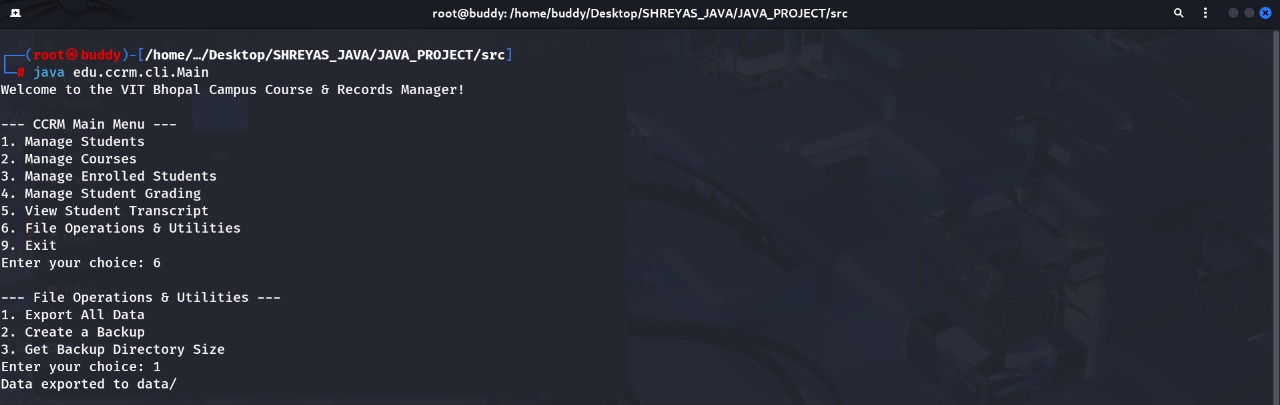 root@buddy: /home/buddy/Desktop/SHREYAS_JAVA/JAVA_PROJECT/src
┌──(root㉿buddy)-[/home/…/Desktop/SHREYAS_JAVA/JAVA_PROJECT/src]
└─# java edu.ccrm.cli.Main
Welcome to the VIT Bhopal Campus Course & Records Manager!
--- CCRM Main Menu ---
1. Manage Students
2. Manage Courses
3. Manage Enrolled Students
4. Manage Student Grading
5. View Student Transcript
6. File Operations & Utilities
9. Exit
Enter your choice: 6
--- File Operations & Utilities ---
1. Export All Data
2. Create a Backup
3. Get Backup Directory Size
Enter your choice: 1
Data exported to data/